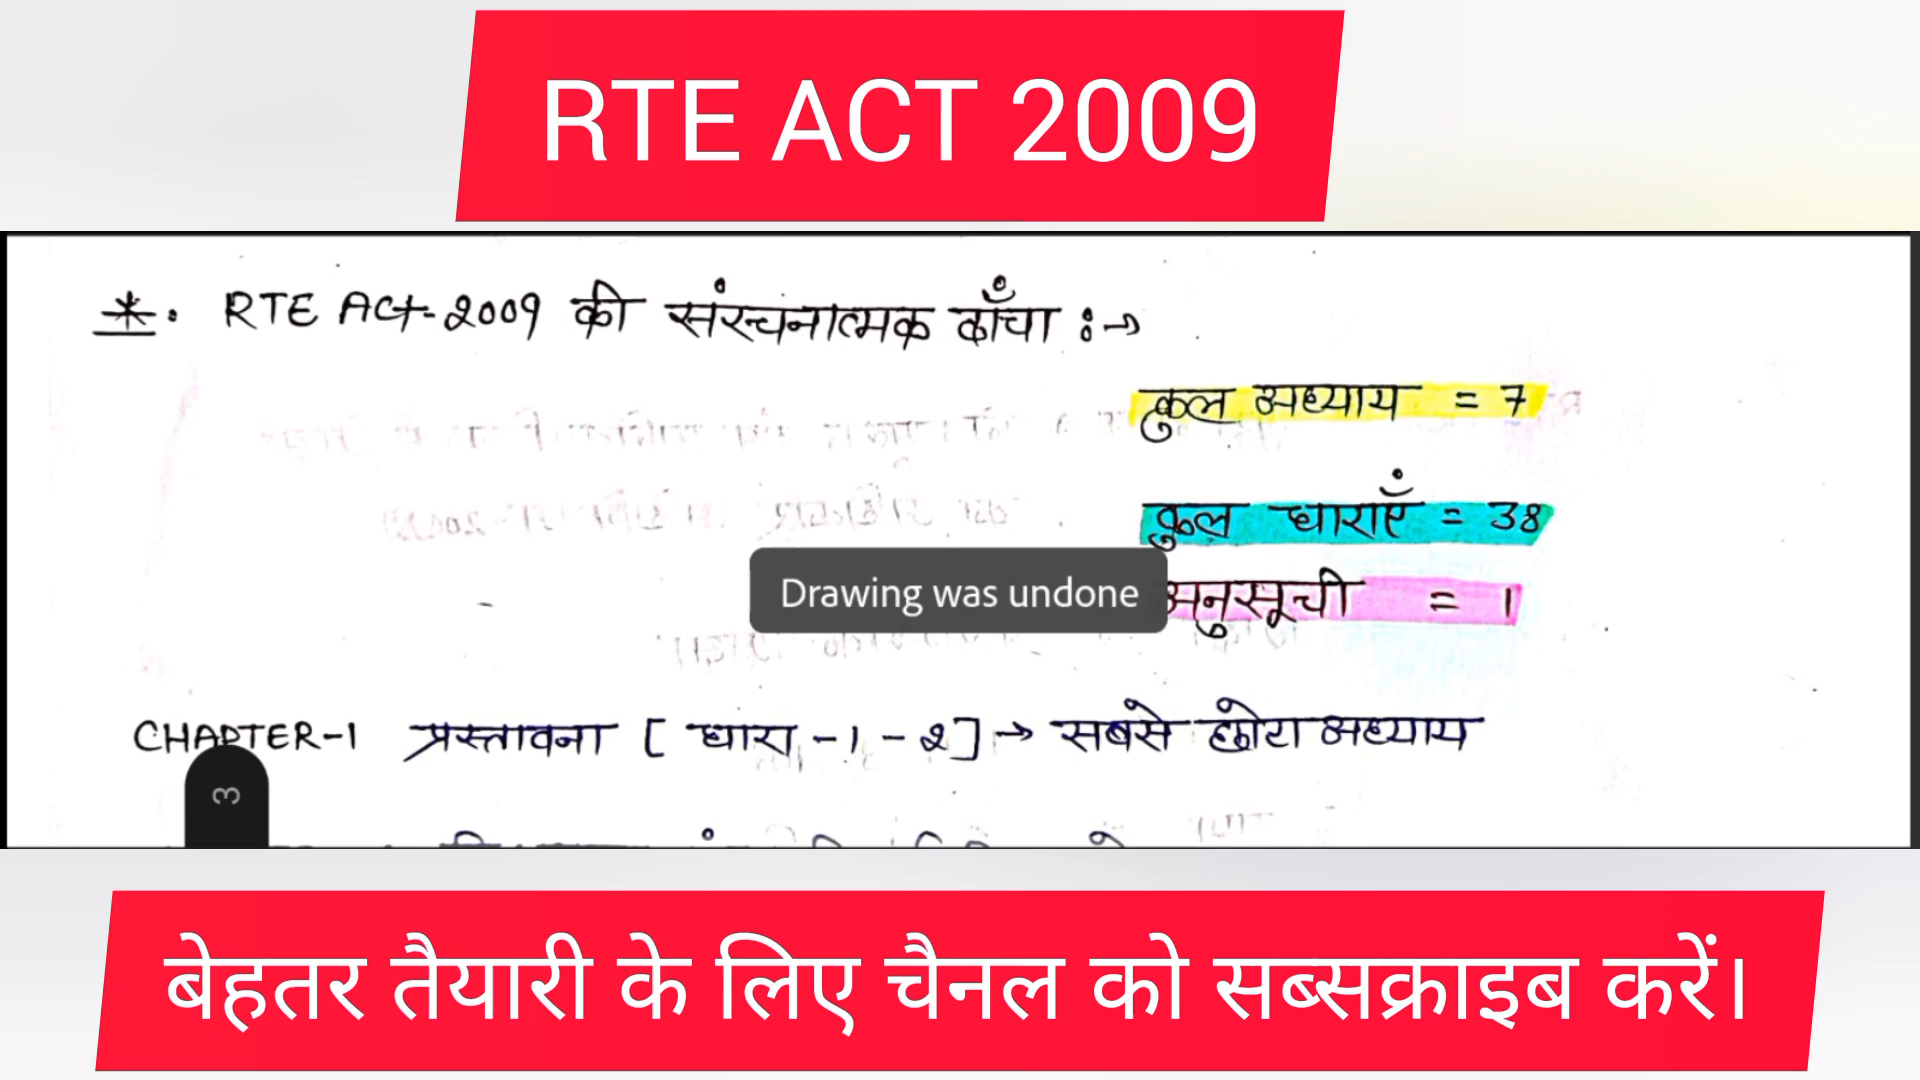 RTE ACT 2009
*. RTE Act-2009 की संरचनात्मक ढाँचा :→
कुल अध्याय = 7
कुल धाराएँ = 38
Drawing was undone
अनुसूची = 1
CHAPTER-1 प्रस्तावना [ धारा -1 - 2] → सबसे छोटा अध्याय
3
बेहतर तैयारी के लिए चैनल को सब्सक्राइब करें।